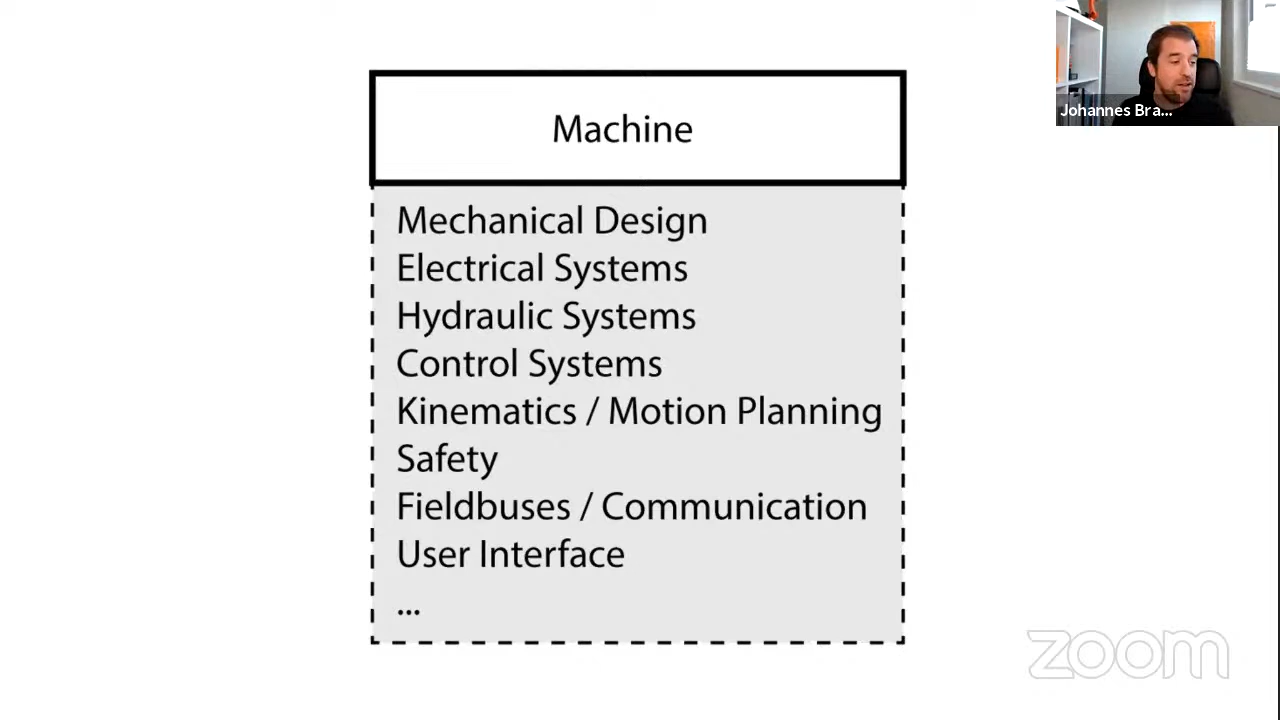 Machine
Mechanical Design
Electrical Systems
Hydraulic Systems
Control Systems
Kinematics / Motion Planning
Safety
Fieldbuses / Communication
User Interface
...
Johannes Bra...
zoom